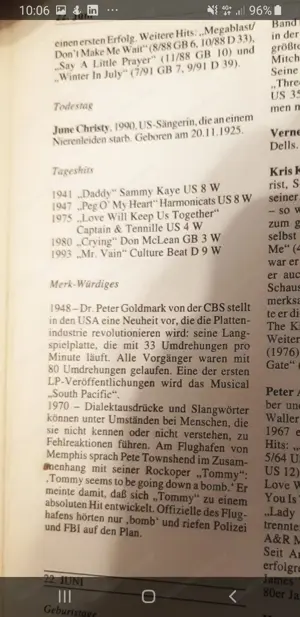 10:06
96%
22. JUNI
einen ersten Erfolg. Weitere Hits: „Megablast/
Don't Make Me Wait“ (8/88 GB 6, 10/88 D 33),
„Say A Little Prayer“ (11/88 GB 10) und
„Winter In July“ (7/91 GB 7, 9/91 D 39).
Todestag
June Christy, 1990, US-Sängerin, die an einem
Nierenleiden starb. Geboren am 20.11.1925.
Tageshits
1941 „Daddy“ Sammy Kaye US 8 W
1947 „Peg O' My Heart“ Harmonicats US 8 W
1975 „Love Will Keep Us Together“
Captain & Tennille US 4 W
1980 „Crying“ Don McLean GB 3 W
1993 „Mr. Vain“ Culture Beat D 9 W
Merk-Würdiges
1948 – Dr. Peter Goldmark von der CBS stellt
in den USA eine Neuheit vor, die die Platten-
industrie revolutionieren wird: seine Lang-
spielplatte, die mit 33 Umdrehungen pro
Minute läuft. Alle Vorgänger waren mit
80 Umdrehungen gelaufen. Eine der ersten
LP-Veröffentlichungen wird das Musical
„South Pacific“.
1970 – Dialektausdrücke und Slangwörter
können unter Umständen bei Menschen, die
sie nicht kennen oder nicht verstehen, zu
Fehlreaktionen führen. Am Flughafen von
Memphis sprach Pete Townshend im Zusam-
menhang mit seiner Rockoper „Tommy“:
‚Tommy seems to be going down a bomb.‘ Er
meinte damit, daß sich „Tommy“ zu einem
absoluten Hit entwickelt. Offizielle des Flug-
hafens hörten nur ‚bomb‘ und riefen Polizei
und FBI auf den Plan.
22. JUNI
Geburtstage
Band
in der
größte
Mitch
Seine
„Three
US 35
men
Dells.
Kris K
rist, S
seiner
– so w
zum g
selbst
Me“ (4
war er
er auc
Schaus
merksa
te er di
The K
Weiter
(1976)
Gate“ (
Peter
ber un
Waller
1967 e
Hits: „
5/64 U
US 12)
Love W
You Is
„Lady
trennte
A&R M
Seit A
erfolgre
James
80er Ja